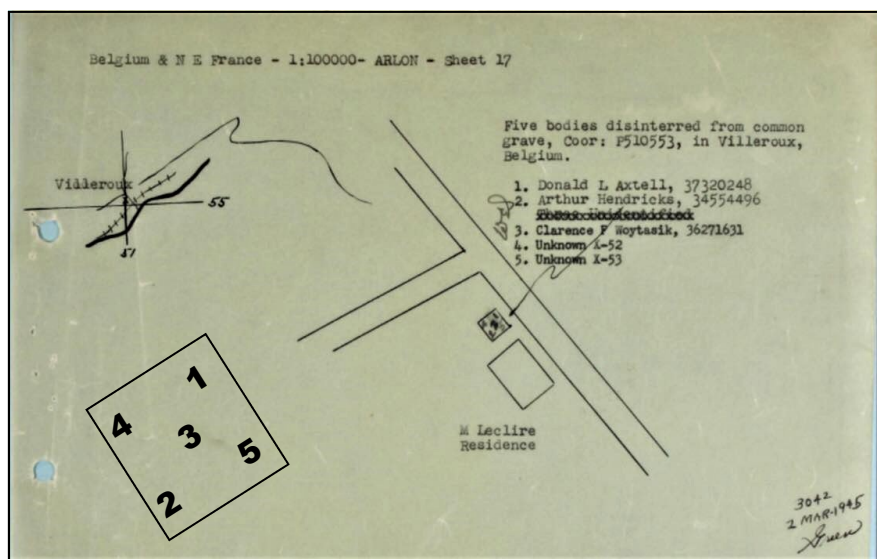 Belgium & N E France - 1:100000- ARLON - Sheet 17
Five bodies disinterred from common
grave, Coor: P510553, in Villeroux,
Belgium.
1. Donald L Axtell, 37320248
2. Arthur Hendricks, 34554496
3. Clarence F Woytasik, 36271631
4. Unknown X-52
5. Unknown X-53
Villeroux
55
51
1
4
3
5
2
M Leclire
Residence
3042
2 MAR-1945